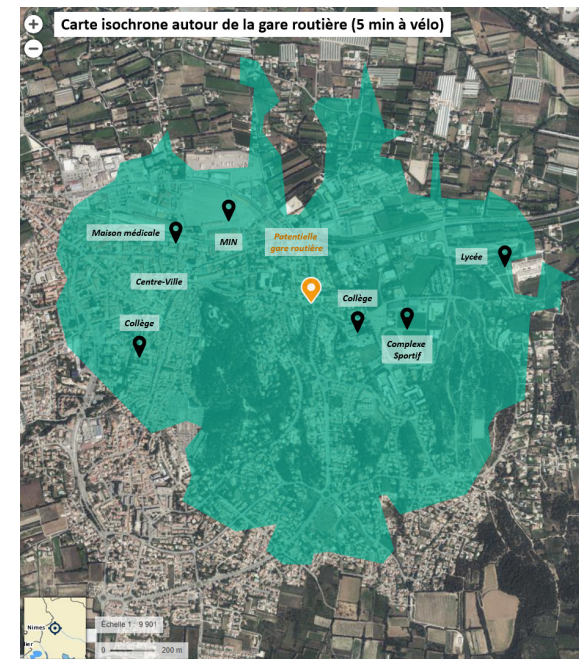 +
Carte isochrone autour de la gare routière (5 min à vélo)
−
Maison médicale
MIN
Potentielle
gare routière
Lycée
Centre-Ville
Collège
Collège
Complexe
Sportif
Nimes
Échelle 1 : 9 901
0 200 m